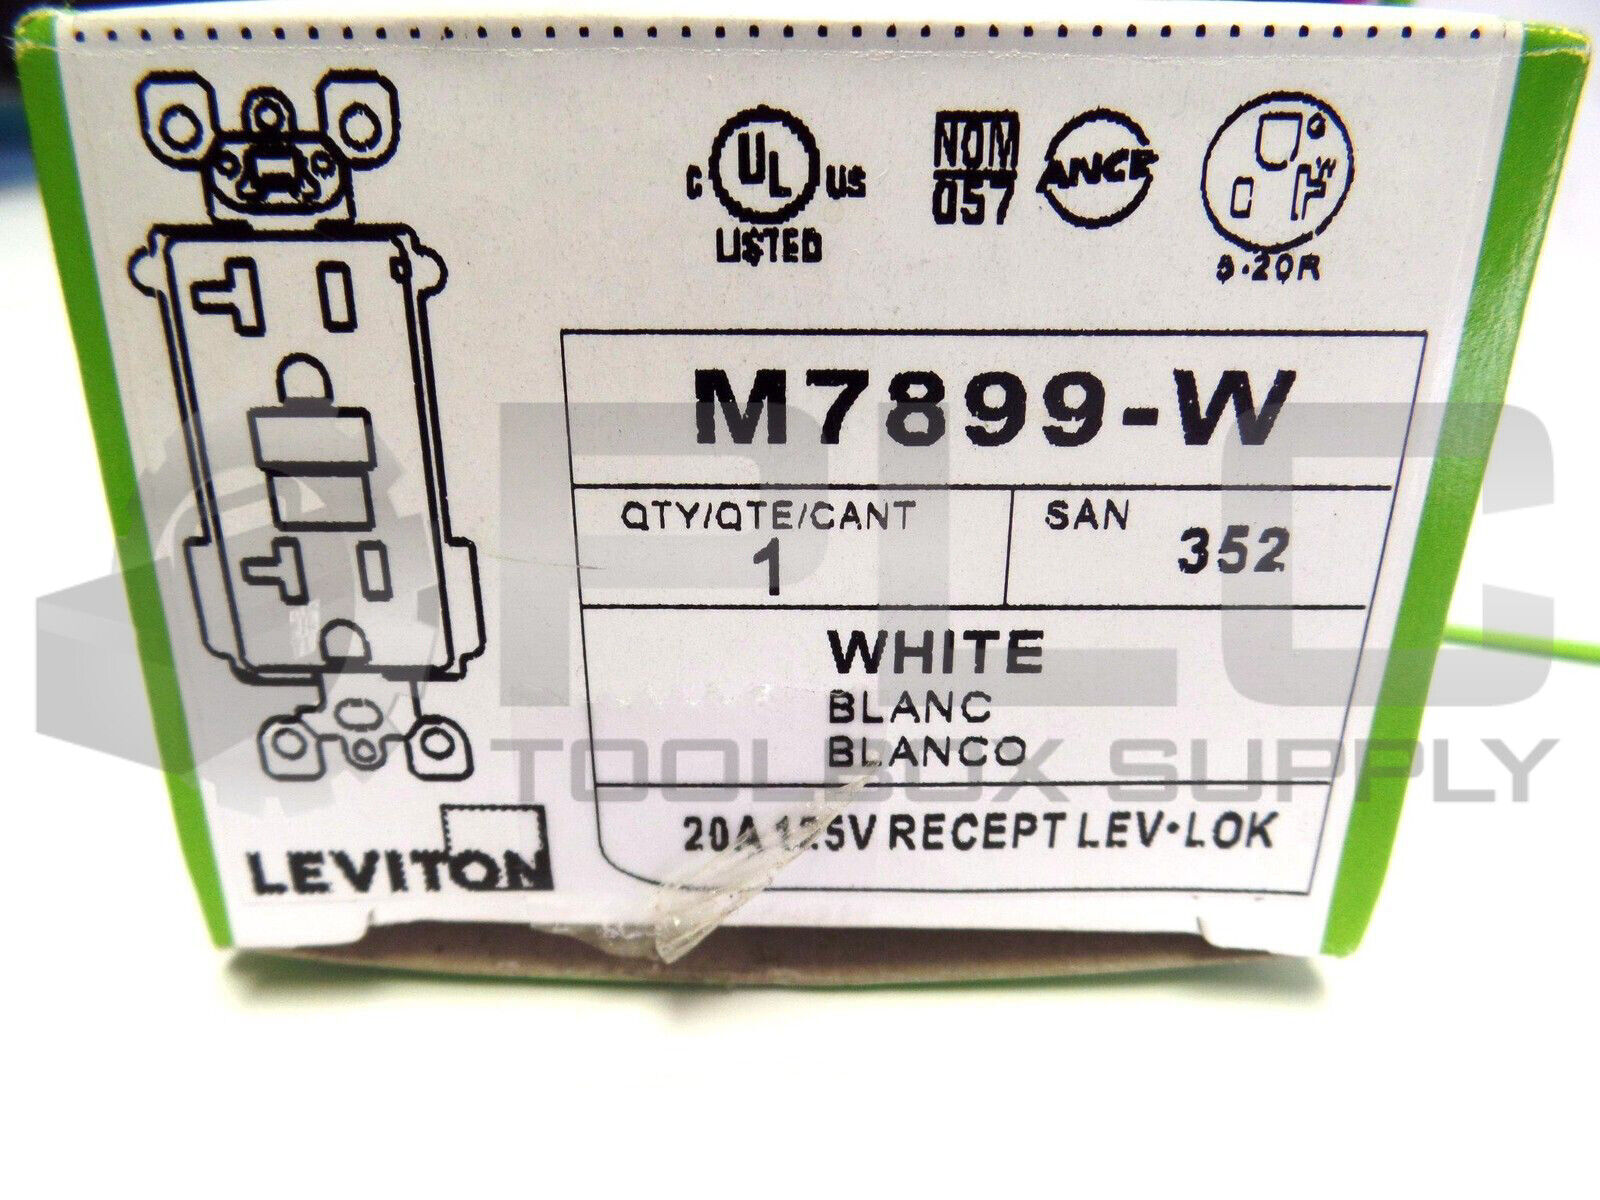 C UL US
LISTED
NOM
057
ANCE
5-20R
M7899-W
QTY/QTE/CANT
1
SAN
352
WHITE
BLANC
BLANCO
20A 125V RECEPT LEV•LOK
LEVITON
PLC
TOOLBOX SUPPLY